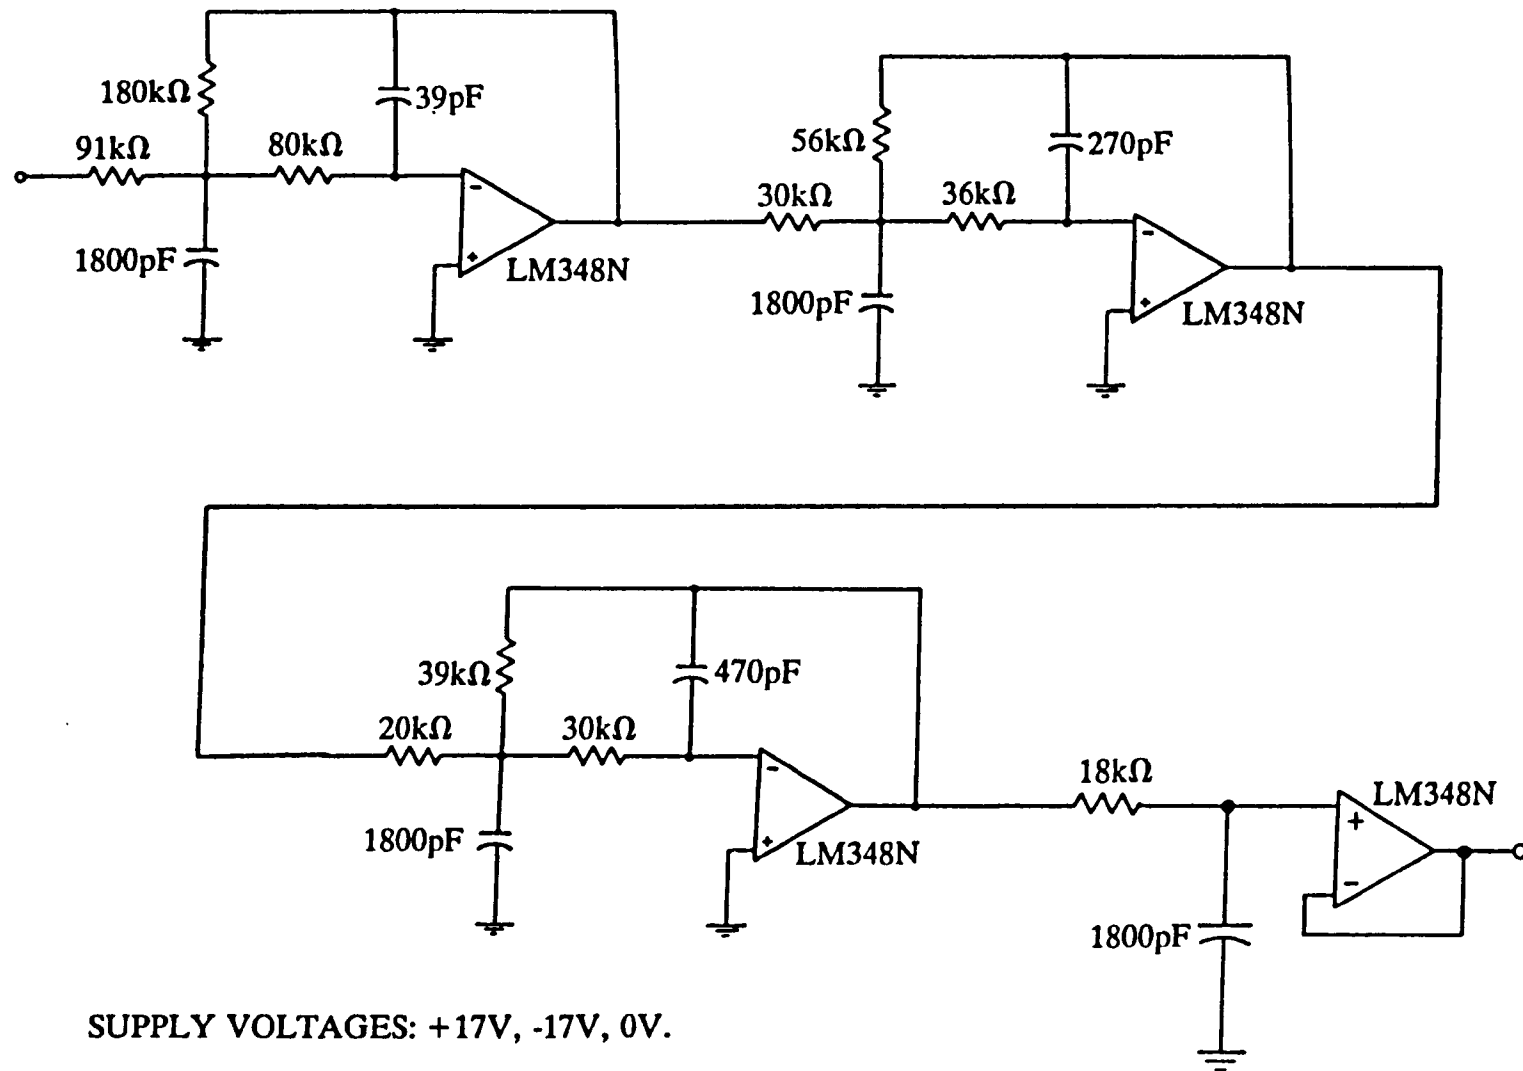 180kΩ
39pF
91kΩ
80kΩ
-
+
1800pF
LM348N
56kΩ
270pF
30kΩ
36kΩ
-
+
1800pF
LM348N
39kΩ
470pF
20kΩ
30kΩ
-
+
1800pF
LM348N
18kΩ
LM348N
+
-
1800pF
SUPPLY VOLTAGES: +17V, -17V, 0V.